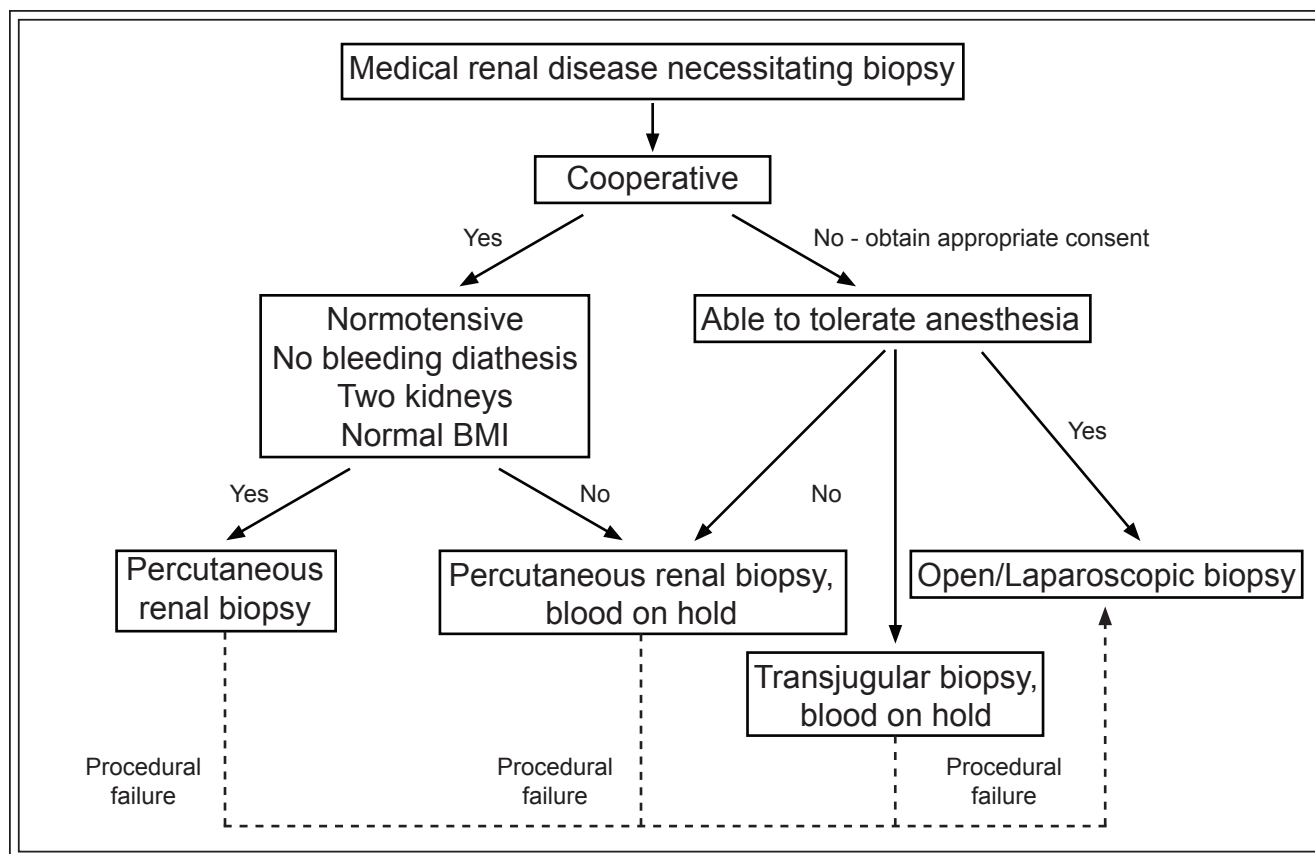 Medical renal disease necessitating biopsy
Cooperative
Yes
No - obtain appropriate consent
Normotensive
No bleeding diathesis
Two kidneys
Normal BMI
Able to tolerate anesthesia
Yes
No
No
Yes
Percutaneous
renal biopsy
Percutaneous renal biopsy,
blood on hold
Open/Laparoscopic biopsy
Transjugular biopsy,
blood on hold
Procedural
failure
Procedural
failure
Procedural
failure